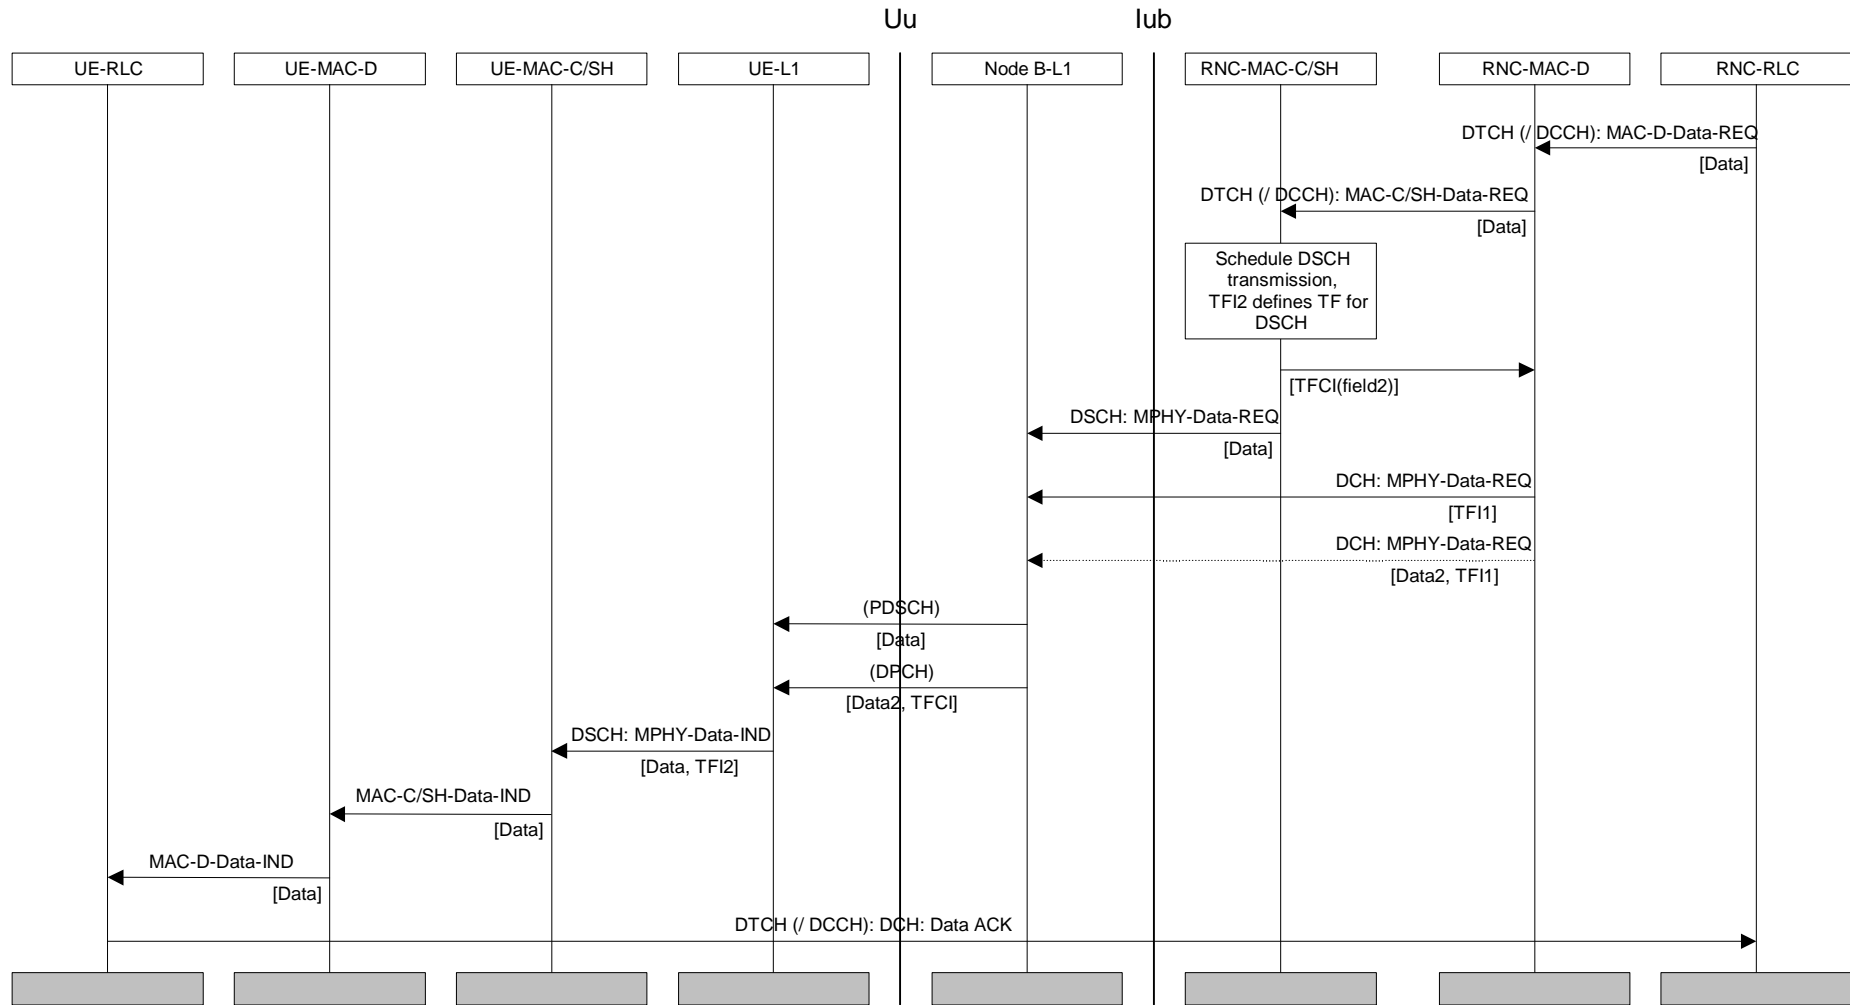 Uu
Iub
UE-RLC
UE-MAC-D
UE-MAC-C/SH
UE-L1
Node B-L1
RNC-MAC-C/SH
RNC-MAC-D
RNC-RLC
DTCH (/ DCCH): MAC-D-Data-REQ
[Data]
DTCH (/ DCCH): MAC-C/SH-Data-REQ
[Data]
Schedule DSCH
transmission,
TFI2 defines TF for
DSCH
[TFCI(field2)]
DSCH: MPHY-Data-REQ
[Data]
DCH: MPHY-Data-REQ
[TFI1]
DCH: MPHY-Data-REQ
[Data2, TFI1]
(PDSCH)
[Data]
(DPCH)
[Data2, TFCI]
DSCH: MPHY-Data-IND
[Data, TFI2]
MAC-C/SH-Data-IND
[Data]
MAC-D-Data-IND
[Data]
DTCH (/ DCCH): DCH: Data ACK